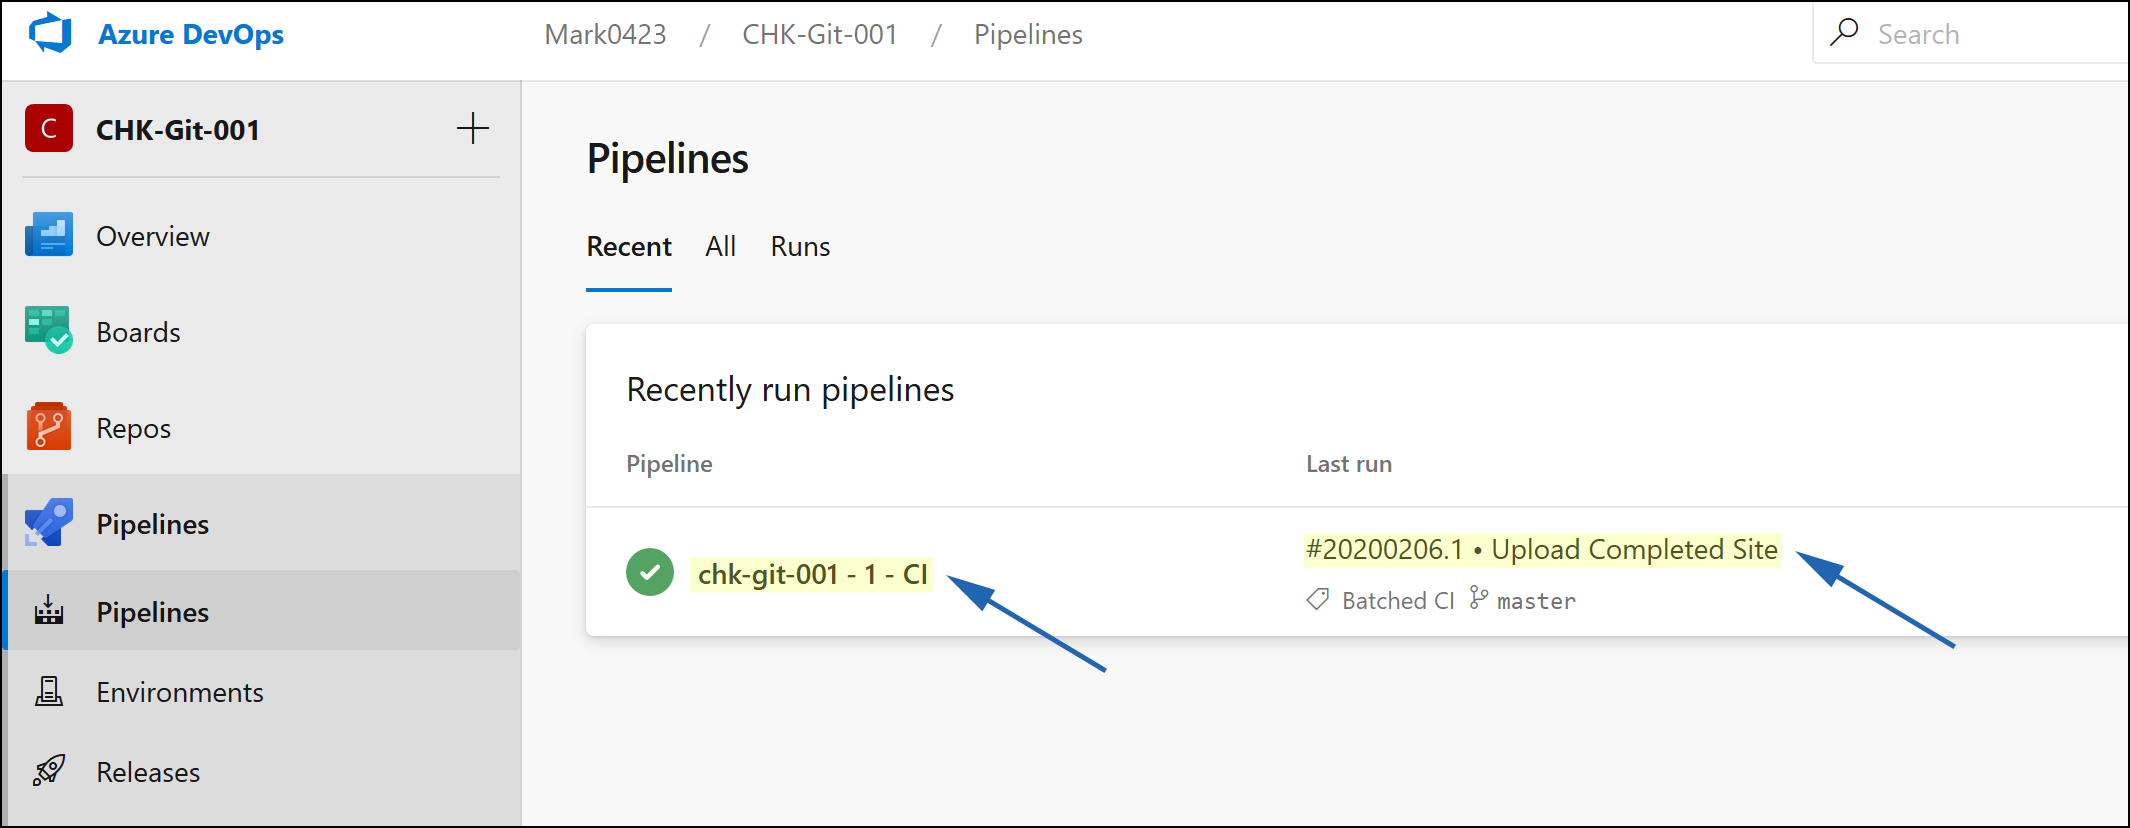 Azure DevOps
Mark0423 / CHK-Git-001 / Pipelines
Search
C CHK-Git-001
Overview
Boards
Repos
Pipelines
Pipelines
Environments
Releases
Pipelines
Recent All Runs
Recently run pipelines
Pipeline Last run
chk-git-001 - 1 - CI
#20200206.1 • Upload Completed Site
Batched CI master